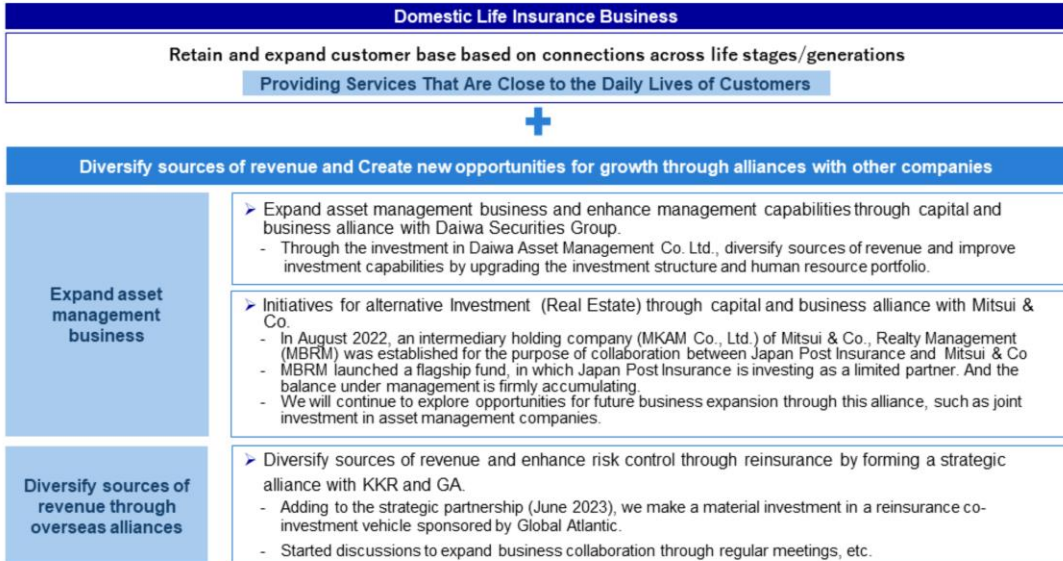 Domestic Life Insurance Business
Retain and expand customer base based on connections across life stages/generations
Providing Services That Are Close to the Daily Lives of Customers
+
Diversify sources of revenue and Create new opportunities for growth through alliances with other companies
Expand asset
management
business
➢ Expand asset management business and enhance management capabilities through capital and
business alliance with Daiwa Securities Group.
- Through the investment in Daiwa Asset Management Co. Ltd., diversify sources of revenue and improve
investment capabilities by upgrading the investment structure and human resource portfolio.
➢ Initiatives for alternative Investment (Real Estate) through capital and business alliance with Mitsui &
Co.
- In August 2022, an intermediary holding company (MKAM Co., Ltd.) of Mitsui & Co., Realty Management
(MBRM) was established for the purpose of collaboration between Japan Post Insurance and Mitsui & Co
- MBRM launched a flagship fund, in which Japan Post Insurance is investing as a limited partner. And the
balance under management is firmly accumulating.
- We will continue to explore opportunities for future business expansion through this alliance, such as joint
investment in asset management companies.
Diversify sources of
revenue through
overseas alliances
➢ Diversify sources of revenue and enhance risk control through reinsurance by forming a strategic
alliance with KKR and GA.
- Adding to the strategic partnership (June 2023), we make a material investment in a reinsurance co-
investment vehicle sponsored by Global Atlantic.
- Started discussions to expand business collaboration through regular meetings, etc.